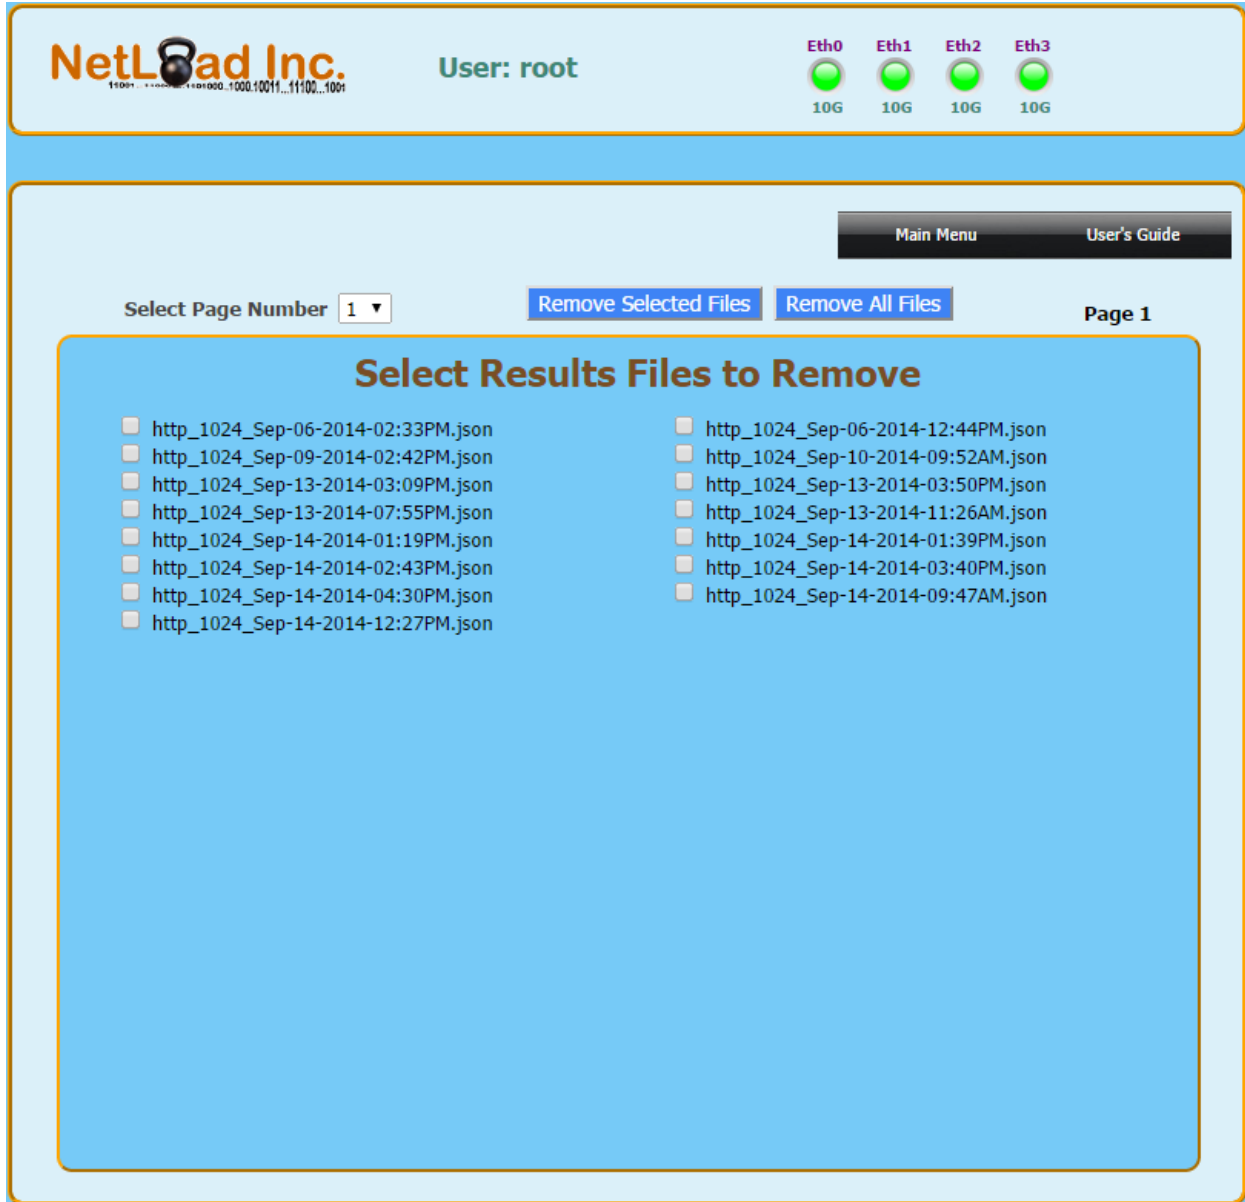 NetLoad Inc.
User: root
Eth0 Eth1 Eth2 Eth3
10G 10G 10G 10G
Main Menu User's Guide
Select Page Number 1 Remove Selected Files Remove All Files Page 1
Select Results Files to Remove
http_1024_Sep-06-2014-02:33PM.json http_1024_Sep-06-2014-12:44PM.json
http_1024_Sep-09-2014-02:42PM.json http_1024_Sep-10-2014-09:52AM.json
http_1024_Sep-13-2014-03:09PM.json http_1024_Sep-13-2014-03:50PM.json
http_1024_Sep-13-2014-07:55PM.json http_1024_Sep-13-2014-11:26AM.json
http_1024_Sep-14-2014-01:19PM.json http_1024_Sep-14-2014-01:39PM.json
http_1024_Sep-14-2014-02:43PM.json http_1024_Sep-14-2014-03:40PM.json
http_1024_Sep-14-2014-04:30PM.json http_1024_Sep-14-2014-09:47AM.json
http_1024_Sep-14-2014-12:27PM.json